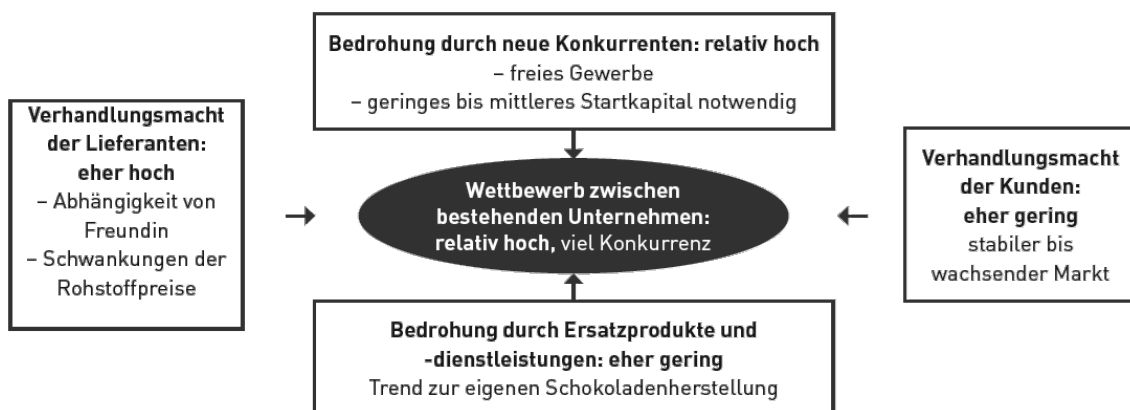 Bedrohung durch neue Konkurrenten: relativ hoch
– freies Gewerbe
– geringes bis mittleres Startkapital notwendig
Verhandlungsmacht
der Lieferanten:
eher hoch
– Abhängigkeit von
Freundin
– Schwankungen der
Rohstoffpreise
Wettbewerb zwischen
bestehenden Unternehmen:
relativ hoch, viel Konkurrenz
Verhandlungsmacht
der Kunden:
eher gering
stabiler bis
wachsender Markt
Bedrohung durch Ersatzprodukte und
-dienstleistungen: eher gering
Trend zur eigenen Schokoladenherstellung